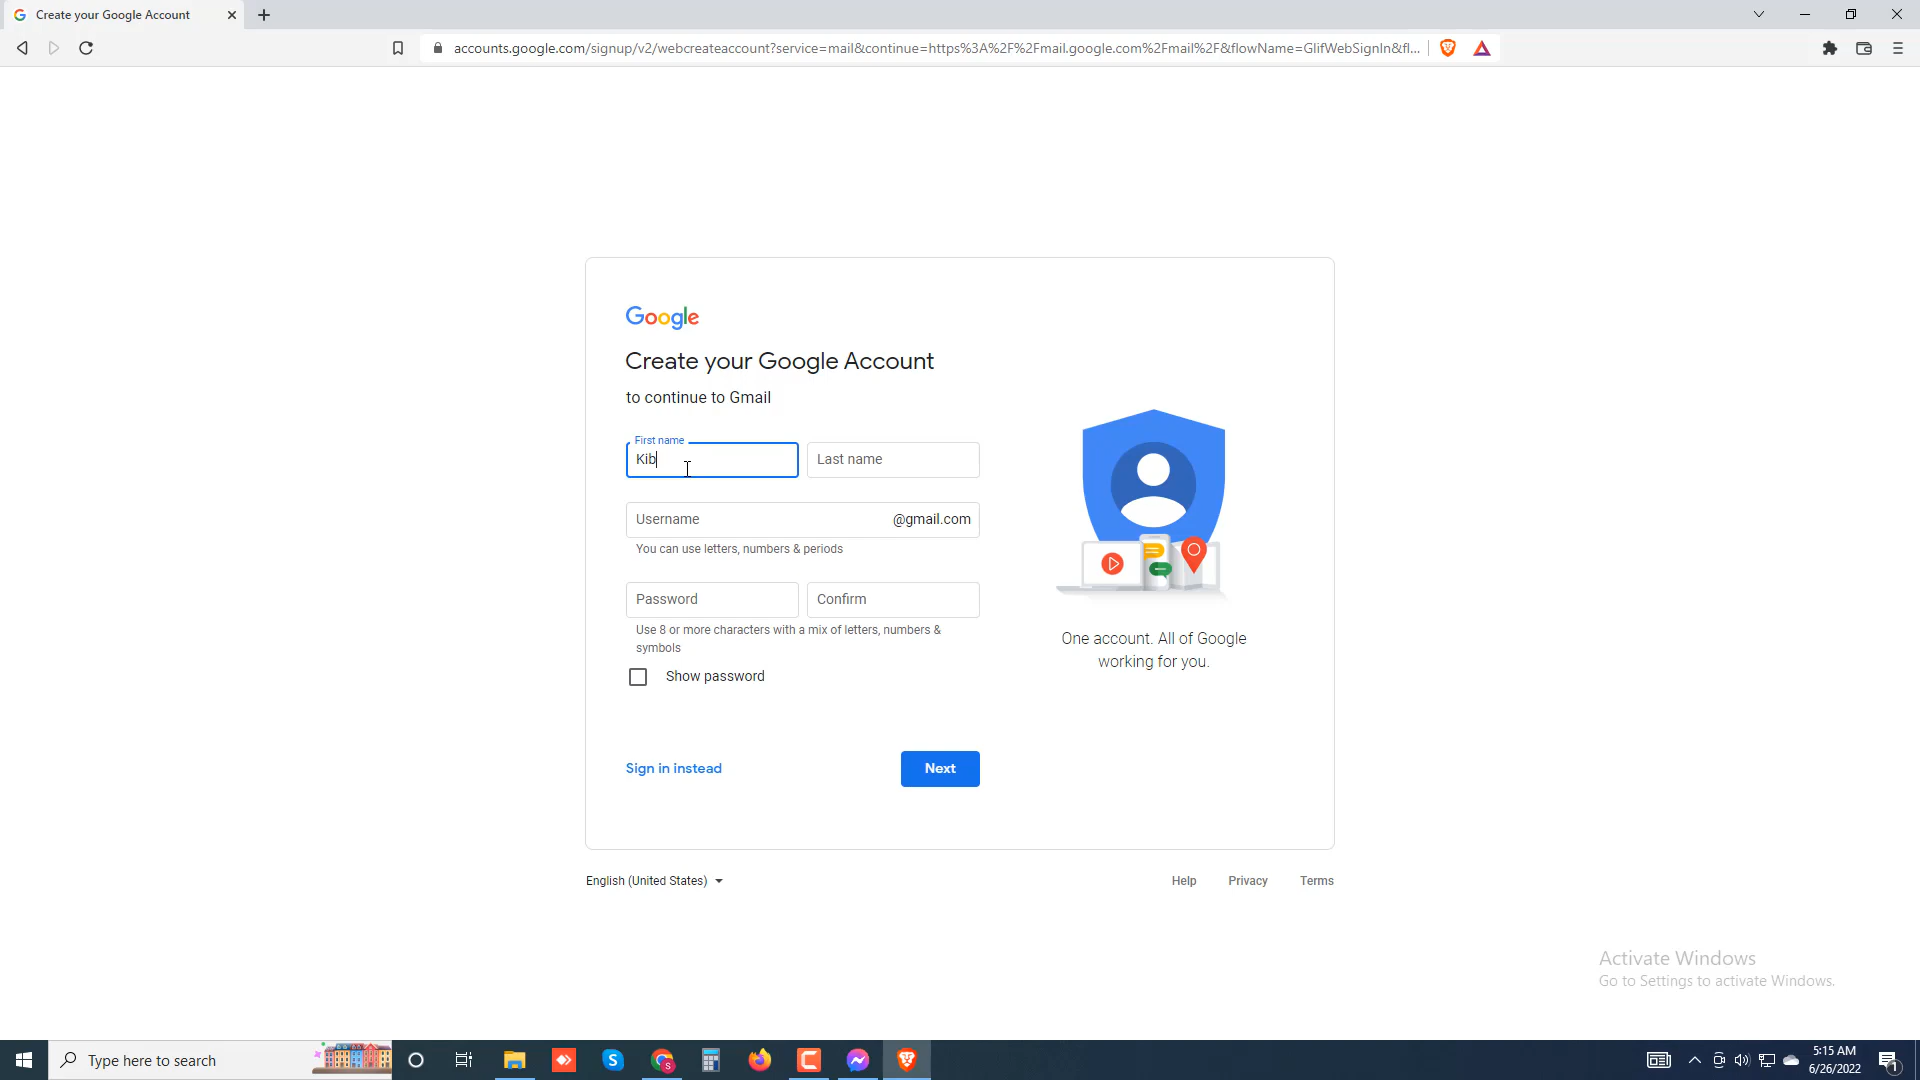 Create your Google Account
accounts.google.com/signup/v2/webcreateaccount?service=mail&continue=https%3A%2F%2Fmail.google.com%2Fmail%2F&flowName=GlifWebSignIn&fl...
Google
Create your Google Account
to continue to Gmail
First name
Kib
Last name
Username
@gmail.com
You can use letters, numbers & periods
Password
Confirm
Use 8 or more characters with a mix of letters, numbers &
symbols
Show password
One account. All of Google
working for you.
Sign in instead
Next
English (United States)
Help
Privacy
Terms
Activate Windows
Go to Settings to activate Windows.
Type here to search
5:15 AM
6/26/2022
1